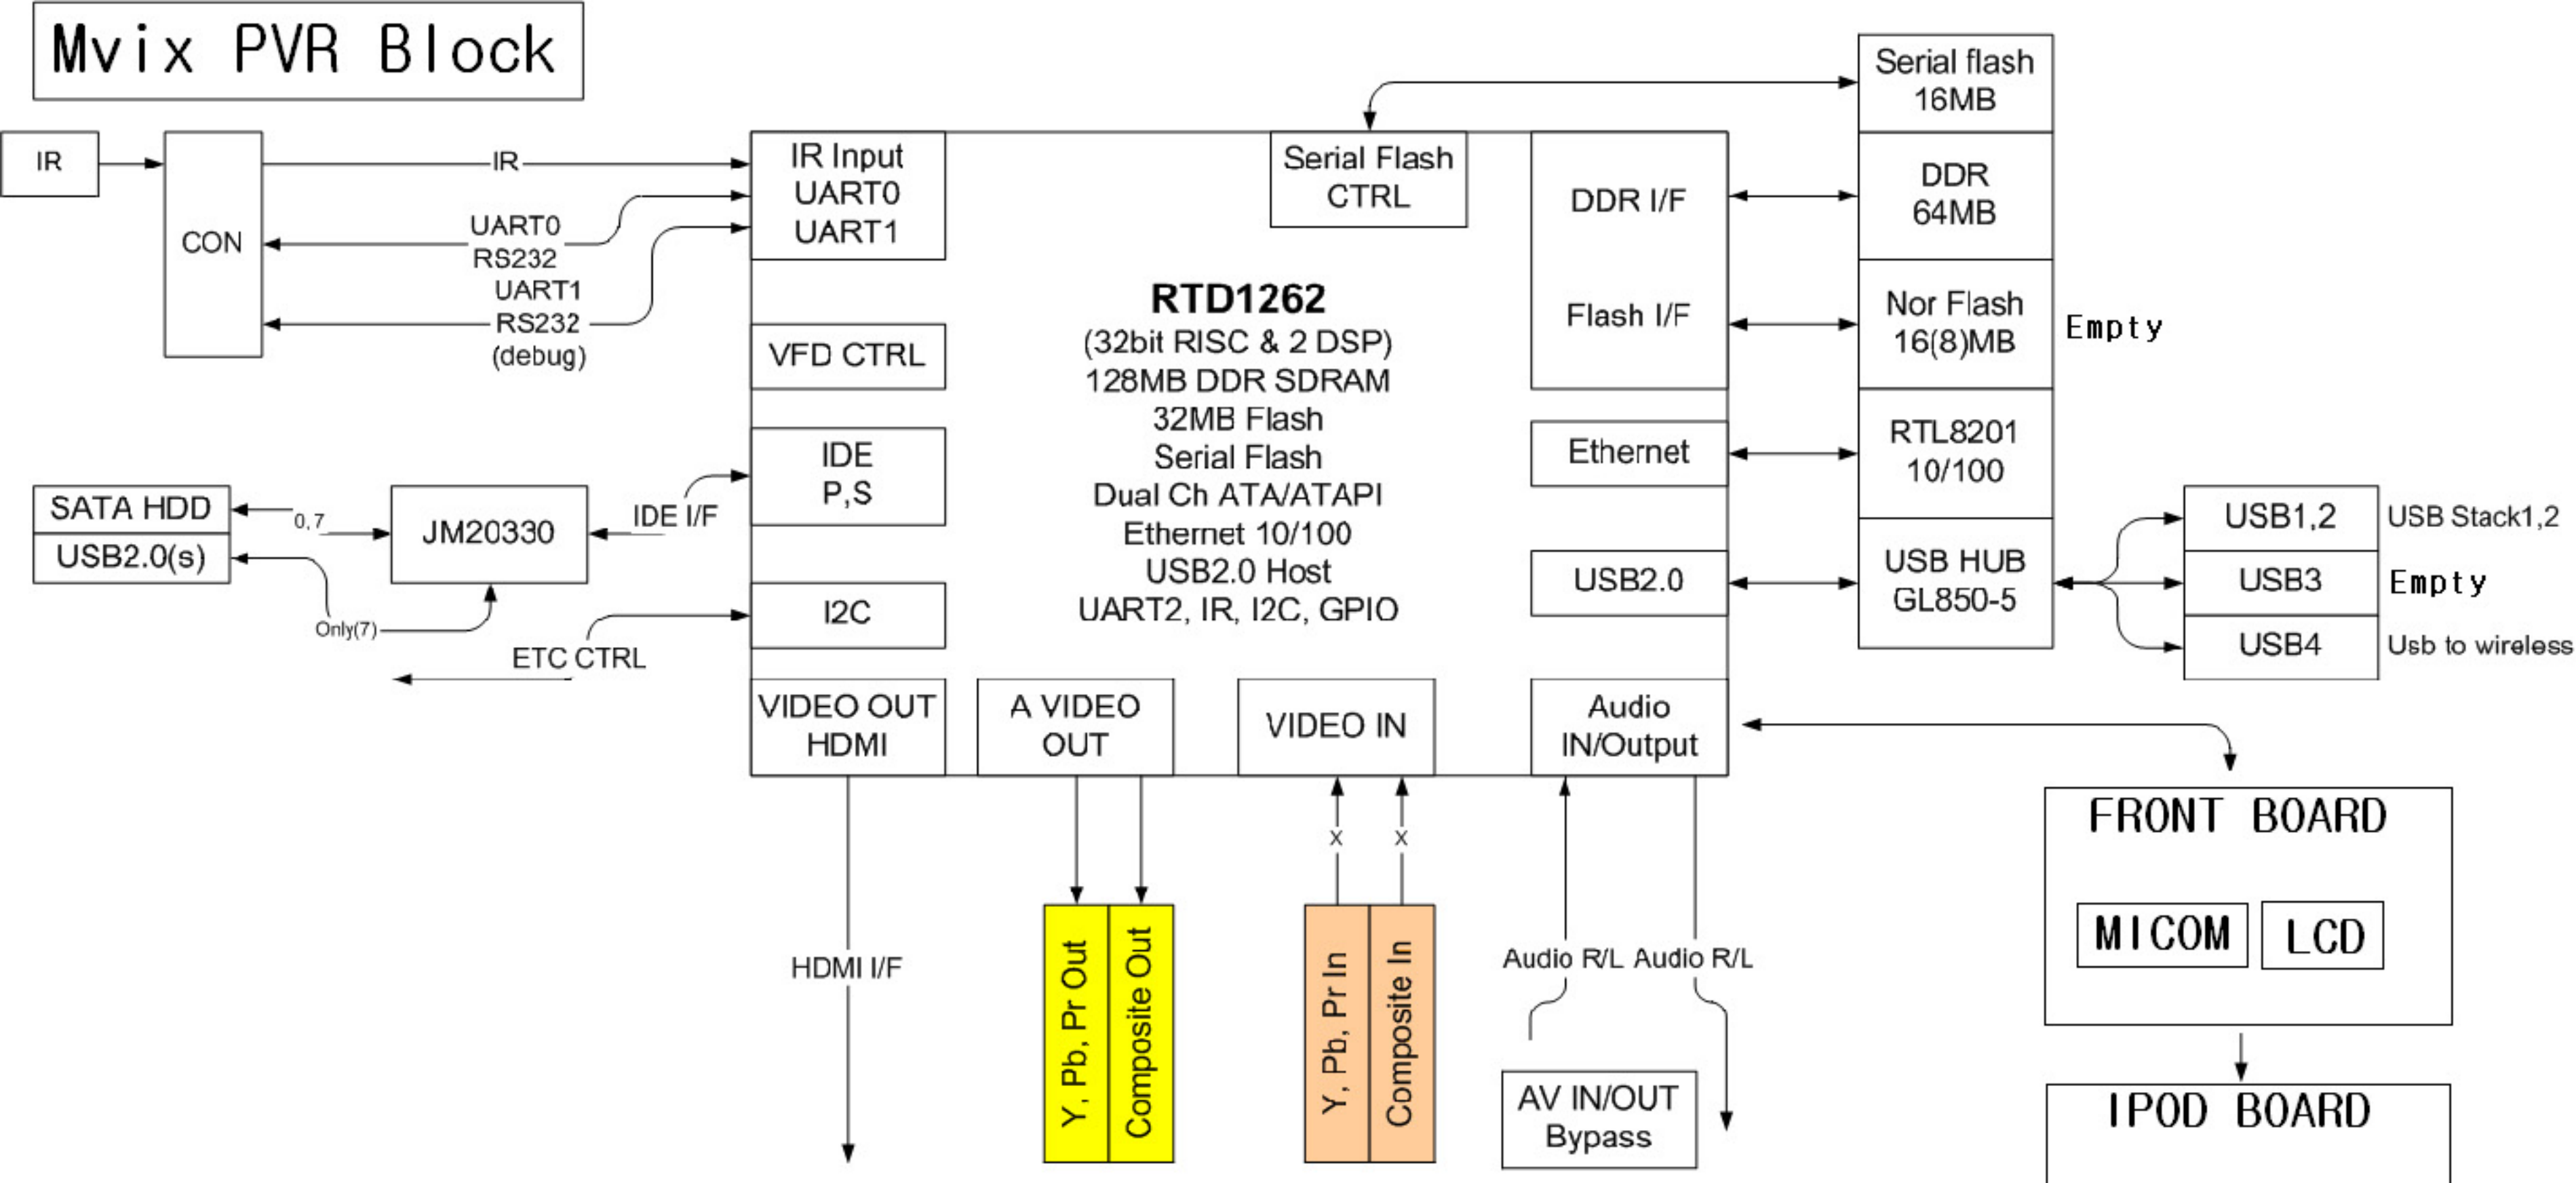 Mvix PVR Block
IR
CON
IR
UART0
RS232
UART1
RS232
(debug)
IR Input
UART0
UART1
VFD CTRL
IDE
P,S
I2C
SATA HDD
USB2.0(s)
0,7
Only(7)
JM20330
IDE I/F
ETC CTRL
VIDEO OUT
HDMI
A VIDEO
OUT
VIDEO IN
Audio
IN/Output
Serial Flash
CTRL
DDR I/F
Flash I/F
Ethernet
USB2.0
RTD1262
(32bit RISC & 2 DSP)
128MB DDR SDRAM
32MB Flash
Serial Flash
Dual Ch ATA/ATAPI
Ethernet 10/100
USB2.0 Host
UART2, IR, I2C, GPIO
Serial flash
16MB
DDR
64MB
Nor Flash
16(8)MB
Empty
RTL8201
10/100
USB HUB
GL850-5
USB1,2
USB Stack1,2
USB3
Empty
USB4
Usb to wireless
HDMI I/F
Y, Pb, Pr Out
Composite Out
X
X
Y, Pb, Pr In
Composite In
Audio R/L
Audio R/L
AV IN/OUT
Bypass
FRONT BOARD
MICOM
LCD
IPOD BOARD